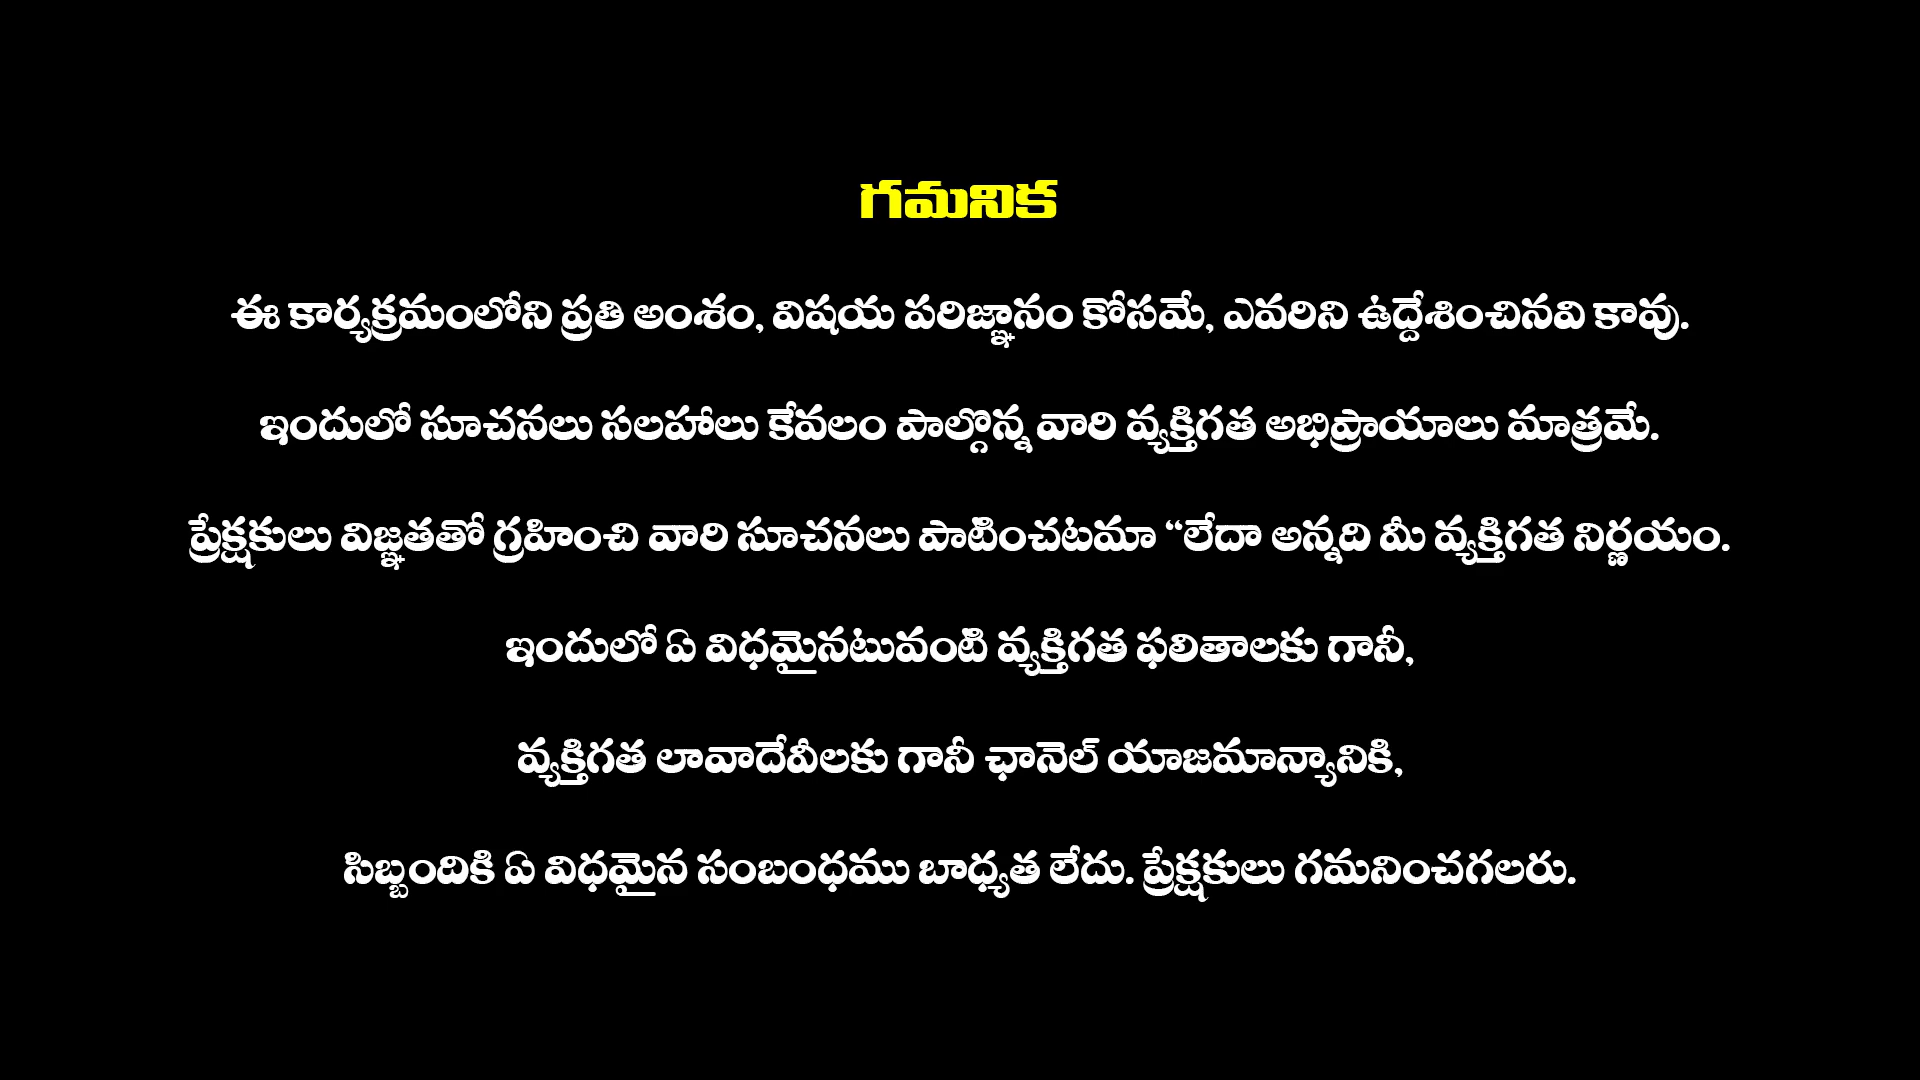 గమనిక
ఈ కార్యక్రమంలోని ప్రతి అంశం, విషయ పరిజ్ఞానం కోసమే, ఎవరిని ఉద్దేశించినవి కావు.
ఇందులో సూచనలు సలహాలు కేవలం పాల్గొన్న వారి వ్యక్తిగత అభిప్రాయాలు మాత్రమే.
ప్రేక్షకులు విజ్ఞతతో గ్రహించి వారి సూచనలు పాటించటమా “లేదా అన్నది మీ వ్యక్తిగత నిర్ణయం.
ఇందులో ఏ విధమైనటువంటి వ్యక్తిగత ఫలితాలకు గానీ,
వ్యక్తిగత లావాదేవీలకు గానీ ఛానెల్ యాజమాన్యానికి,
సిబ్బందికి ఏ విధమైన సంబంధము బాధ్యత లేదు. ప్రేక్షకులు గమనించగలరు.